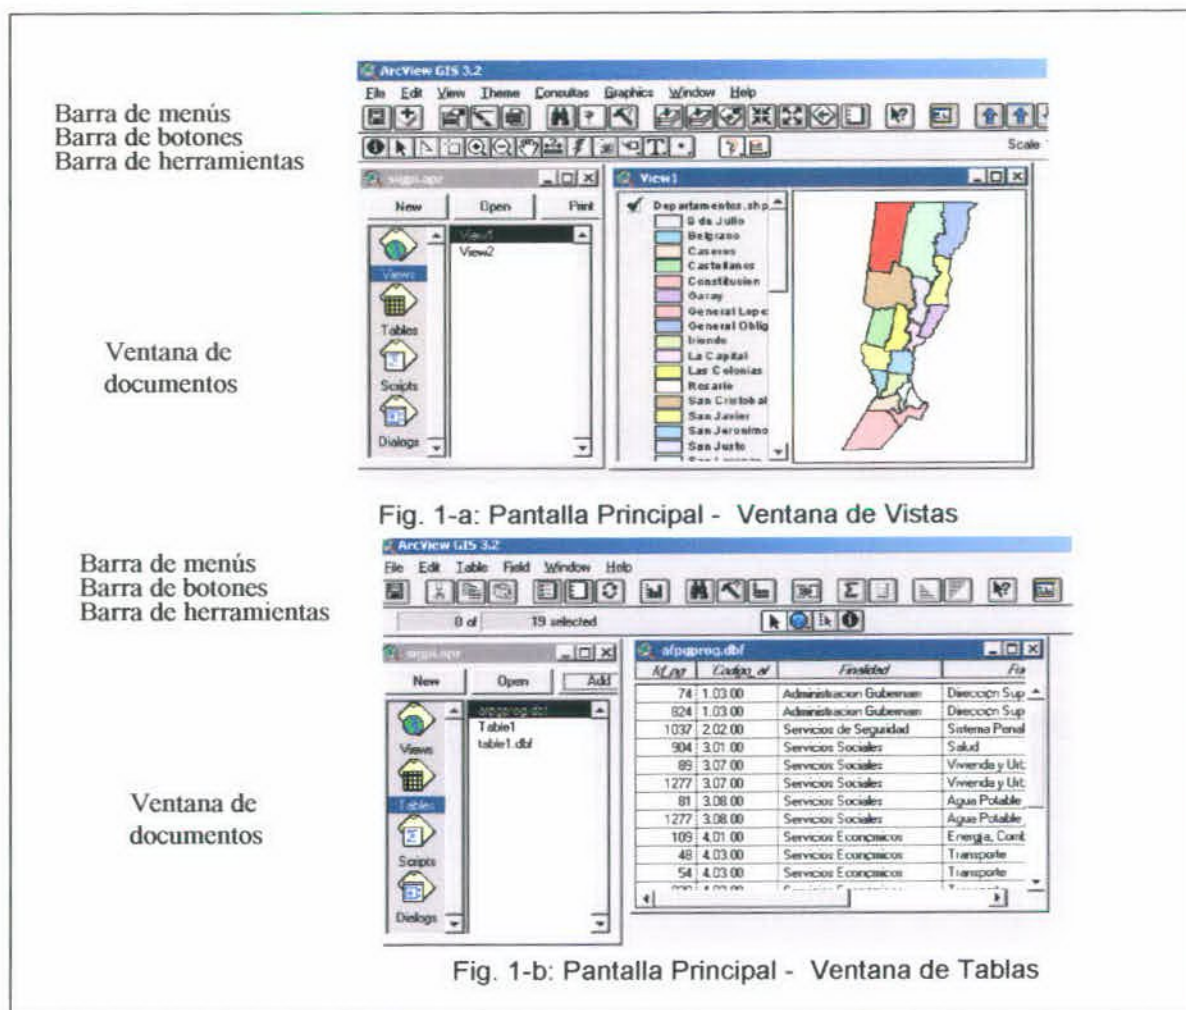 Barra de menús
Barra de botones
Barra de herramientas
Ventana de
documentos
ArcView GIS 3.2
File Edit View Theme Consultas Graphics Window Help
Scale
New Open Print
Views
Tables
Scripts
Dialogs
View1
View2
View1
Departamentos.shp
9 de Julio
Belgrano
Caseros
Castellanos
Constitucion
Garay
General Lope
General Oblig
Iriondo
La Capital
Las Colonias
Rosario
San Cristobal
San Javier
San Jeronimo
San Justo
Fig. 1-a: Pantalla Principal - Ventana de Vistas
Barra de menús
Barra de botones
Barra de herramientas
Ventana de
documentos
ArcView GIS 3.2
File Edit Table Field Window Help
0 of 19 selected
New Open Add
Views
Tables
Scripts
Dialogs
Table1
table1.dbf
afpgprog.dbf
Finalidad
74 1.03.00 Administracion Gubernam Direccion Sup
824 1.03.00 Administracion Gubernam Direccion Sup
1037 2.02.00 Servicios de Seguridad Sistema Penal
904 3.01.00 Servicios Sociales Salud
89 3.07.00 Servicios Sociales Vivienda y Urb
1277 3.07.00 Servicios Sociales Vivienda y Urb
81 3.08.00 Servicios Sociales Agua Potable
1277 3.08.00 Servicios Sociales Agua Potable
109 4.01.00 Servicios Económicos Energia, Comb
48 4.03.00 Servicios Económicos Transporte
54 4.03.00 Servicios Económicos Transporte
Fig. 1-b: Pantalla Principal - Ventana de Tablas